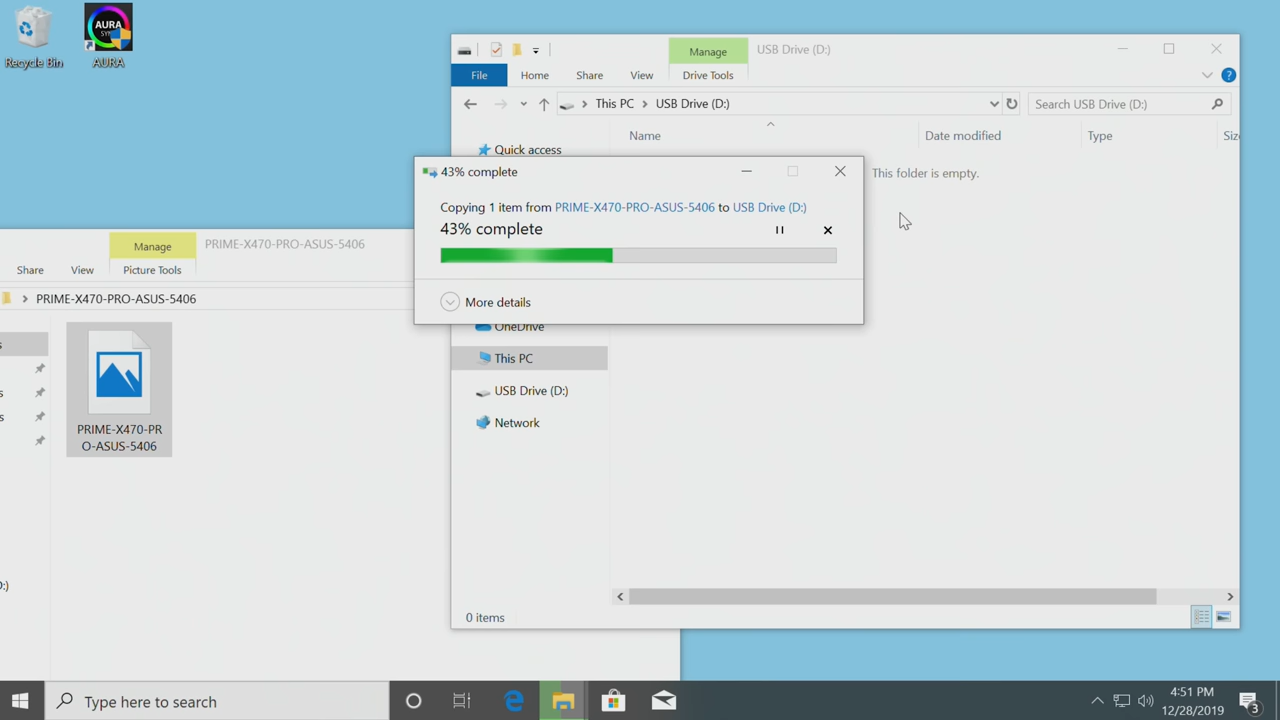 Recycle Bin
AURA
SYNC
AURA
Manage
USB Drive (D:)
File
Home
Share
View
Drive Tools
?
This PC
USB Drive (D:)
Search USB Drive (D:)
Name
Date modified
Type
Siz
Quick access
This folder is empty.
43% complete
Copying 1 item from PRIME-X470-PRO-ASUS-5406 to USB Drive (D:)
43% complete
More details
OneDrive
This PC
USB Drive (D:)
Network
0 items
Manage
PRIME-X470-PRO-ASUS-5406
Share
View
Picture Tools
PRIME-X470-PRO-ASUS-5406
s
s
s
D:)
PRIME-X470-PR
O-ASUS-5406
Type here to search
4:51 PM
12/28/2019
3